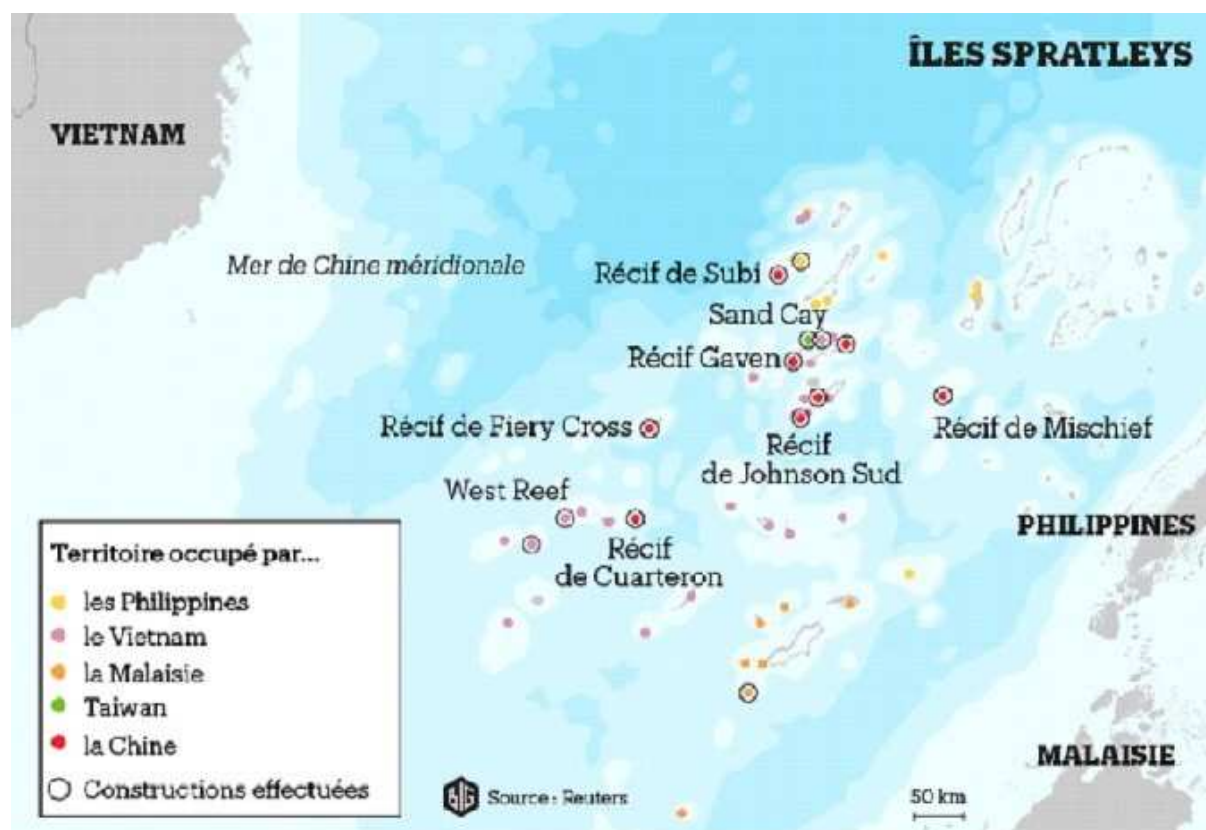 ÎLES SPRATLEYS
VIETNAM
Mer de Chine méridionale
Récif de Subi
Sand Cay
Récif Gaven
Récif de Fiery Cross
Récif
de Johnson Sud
Récif de Mischief
West Reef
Récif
de Cuarteron
PHILIPPINES
Territoire occupé par...
les Philippines
le Vietnam
la Malaisie
Taiwan
la Chine
Constructions effectuées
MALAISIE
BIG Source : Reuters
50 km